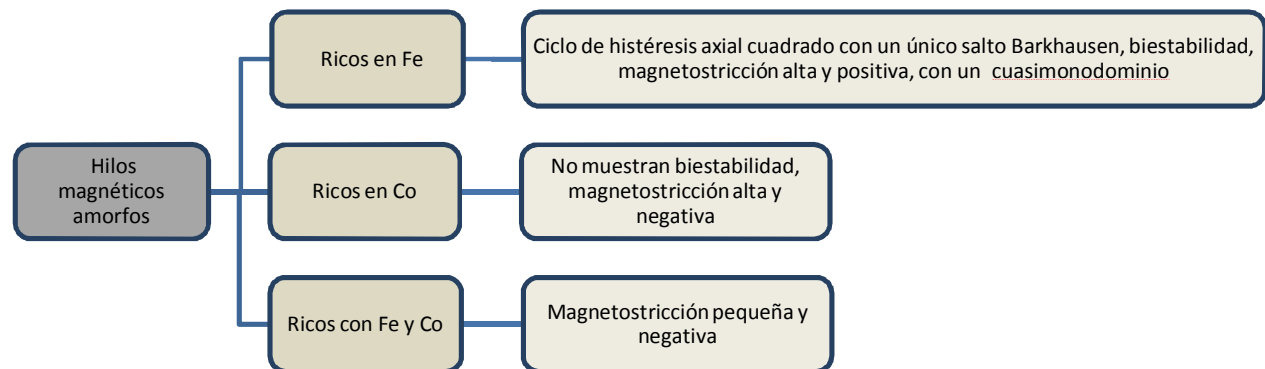 Ricos en Fe
Ciclo de histéresis axial cuadrado con un único salto Barkhausen, biestabilidad,
magnetostricción alta y positiva, con un cuasimonodominio
Hilos
magnéticos
amorfos
Ricos en Co
No muestran biestabilidad,
magnetostricción alta y
negativa
Ricos con Fe y Co
Magnetostricción pequeña y
negativa